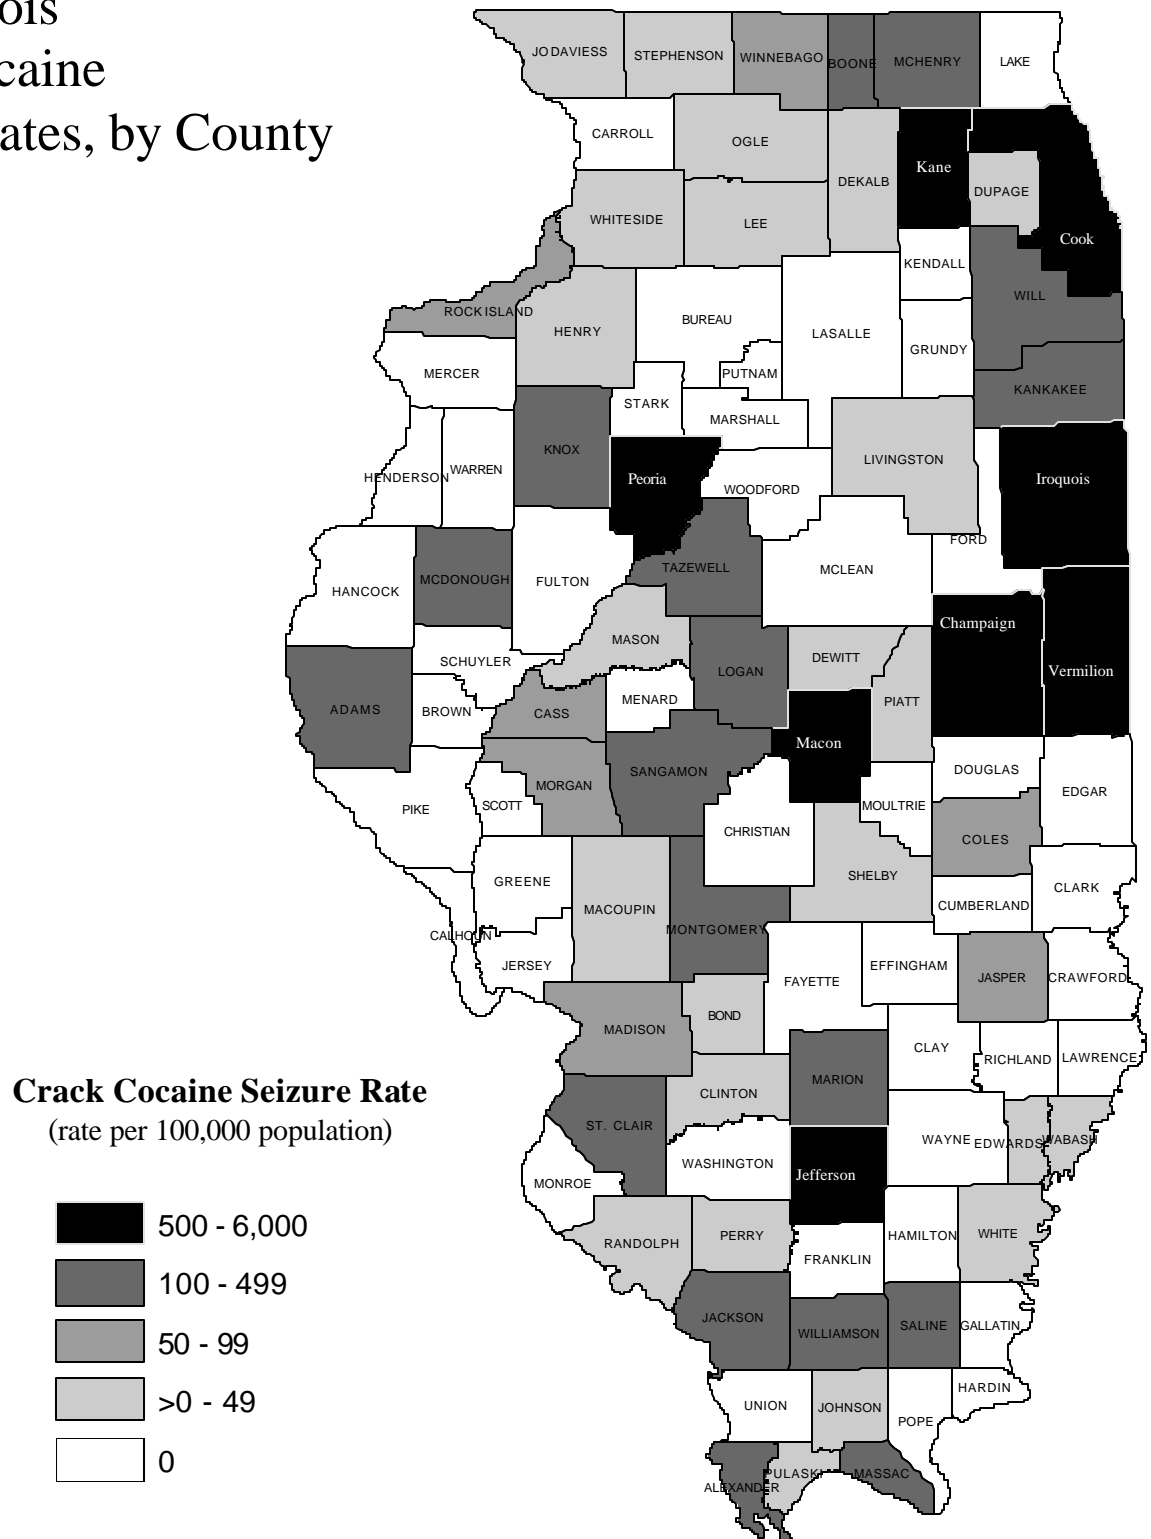 ois
caine
ates, by County
JO DAVIESS
STEPHENSON
WINNEBAGO
BOONE
MCHENRY
LAKE
CARROLL
OGLE
DEKALB
Kane
DUPAGE
Cook
WHITESIDE
LEE
KENDALL
WILL
ROCK ISLAND
HENRY
BUREAU
LASALLE
GRUNDY
MERCER
PUTNAM
KANKAKEE
STARK
MARSHALL
KNOX
LIVINGSTON
HENDERSON
WARREN
Peoria
WOODFORD
Iroquois
FORD
TAZEWELL
MCLEAN
HANCOCK
MCDONOUGH
FULTON
Champaign
MASON
SCHUYLER
LOGAN
DEWITT
Vermilion
ADAMS
BROWN
CASS
MENARD
PIATT
Macon
SANGAMON
DOUGLAS
EDGAR
PIKE
SCOTT
MORGAN
MOULTRIE
CHRISTIAN
COLES
GREENE
SHELBY
CLARK
MACOUPIN
CUMBERLAND
CALHOUN
MONTGOMERY
JERSEY
FAYETTE
EFFINGHAM
JASPER
CRAWFORD
MADISON
BOND
CLAY
RICHLAND
LAWRENCE
CLINTON
MARION
ST. CLAIR
WAYNE
EDWARDS
WABASH
WASHINGTON
MONROE
Jefferson
RANDOLPH
PERRY
HAMILTON
WHITE
FRANKLIN
JACKSON
WILLIAMSON
SALINE
GALLATIN
UNION
JOHNSON
POPE
HARDIN
ALEXANDER
PULASKI
MASSAC
Crack Cocaine Seizure Rate
(rate per 100,000 population)
500 - 6,000
100 - 499
50 - 99
>0 - 49
0